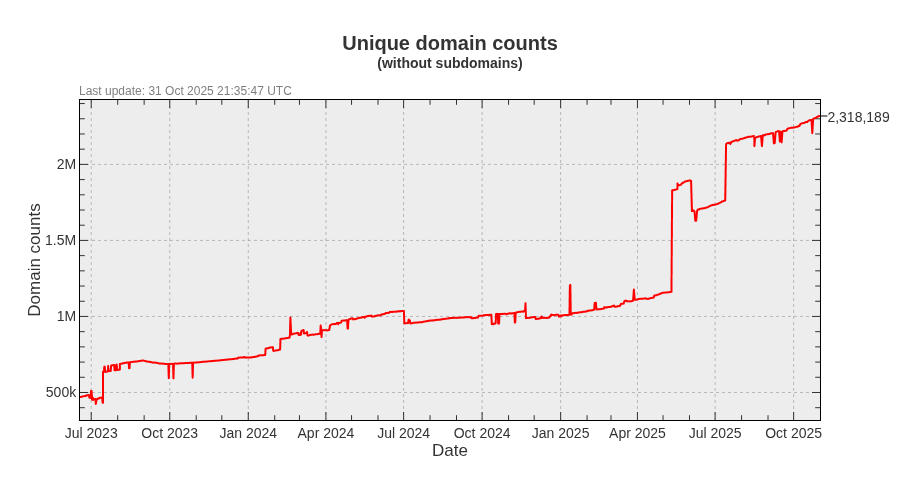 Unique domain counts
(without subdomains)
Last update: 31 Oct 2025 21:35:47 UTC
2,318,189
2M
1.5M
1M
500k
Domain counts
Jul 2023 Oct 2023 Jan 2024 Apr 2024 Jul 2024 Oct 2024 Jan 2025 Apr 2025 Jul 2025 Oct 2025
Date